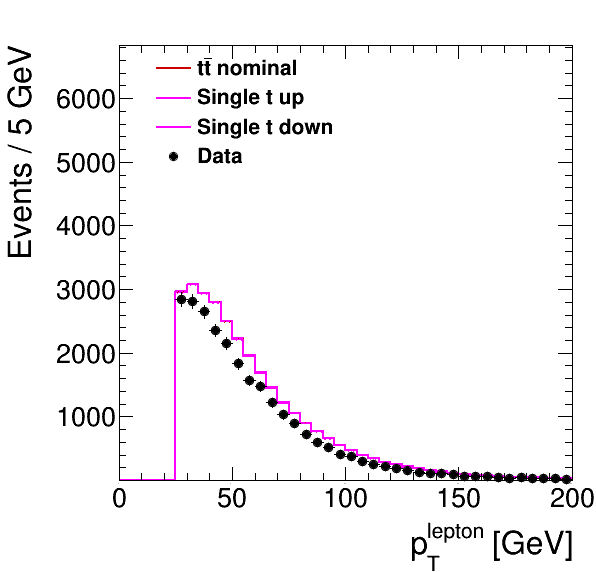 Events / 5 GeV
tt̄ nominal
Single t up
Single t down
Data
6000
5000
4000
3000
2000
1000
0 50 100 150 200
p_T^lepton [GeV]